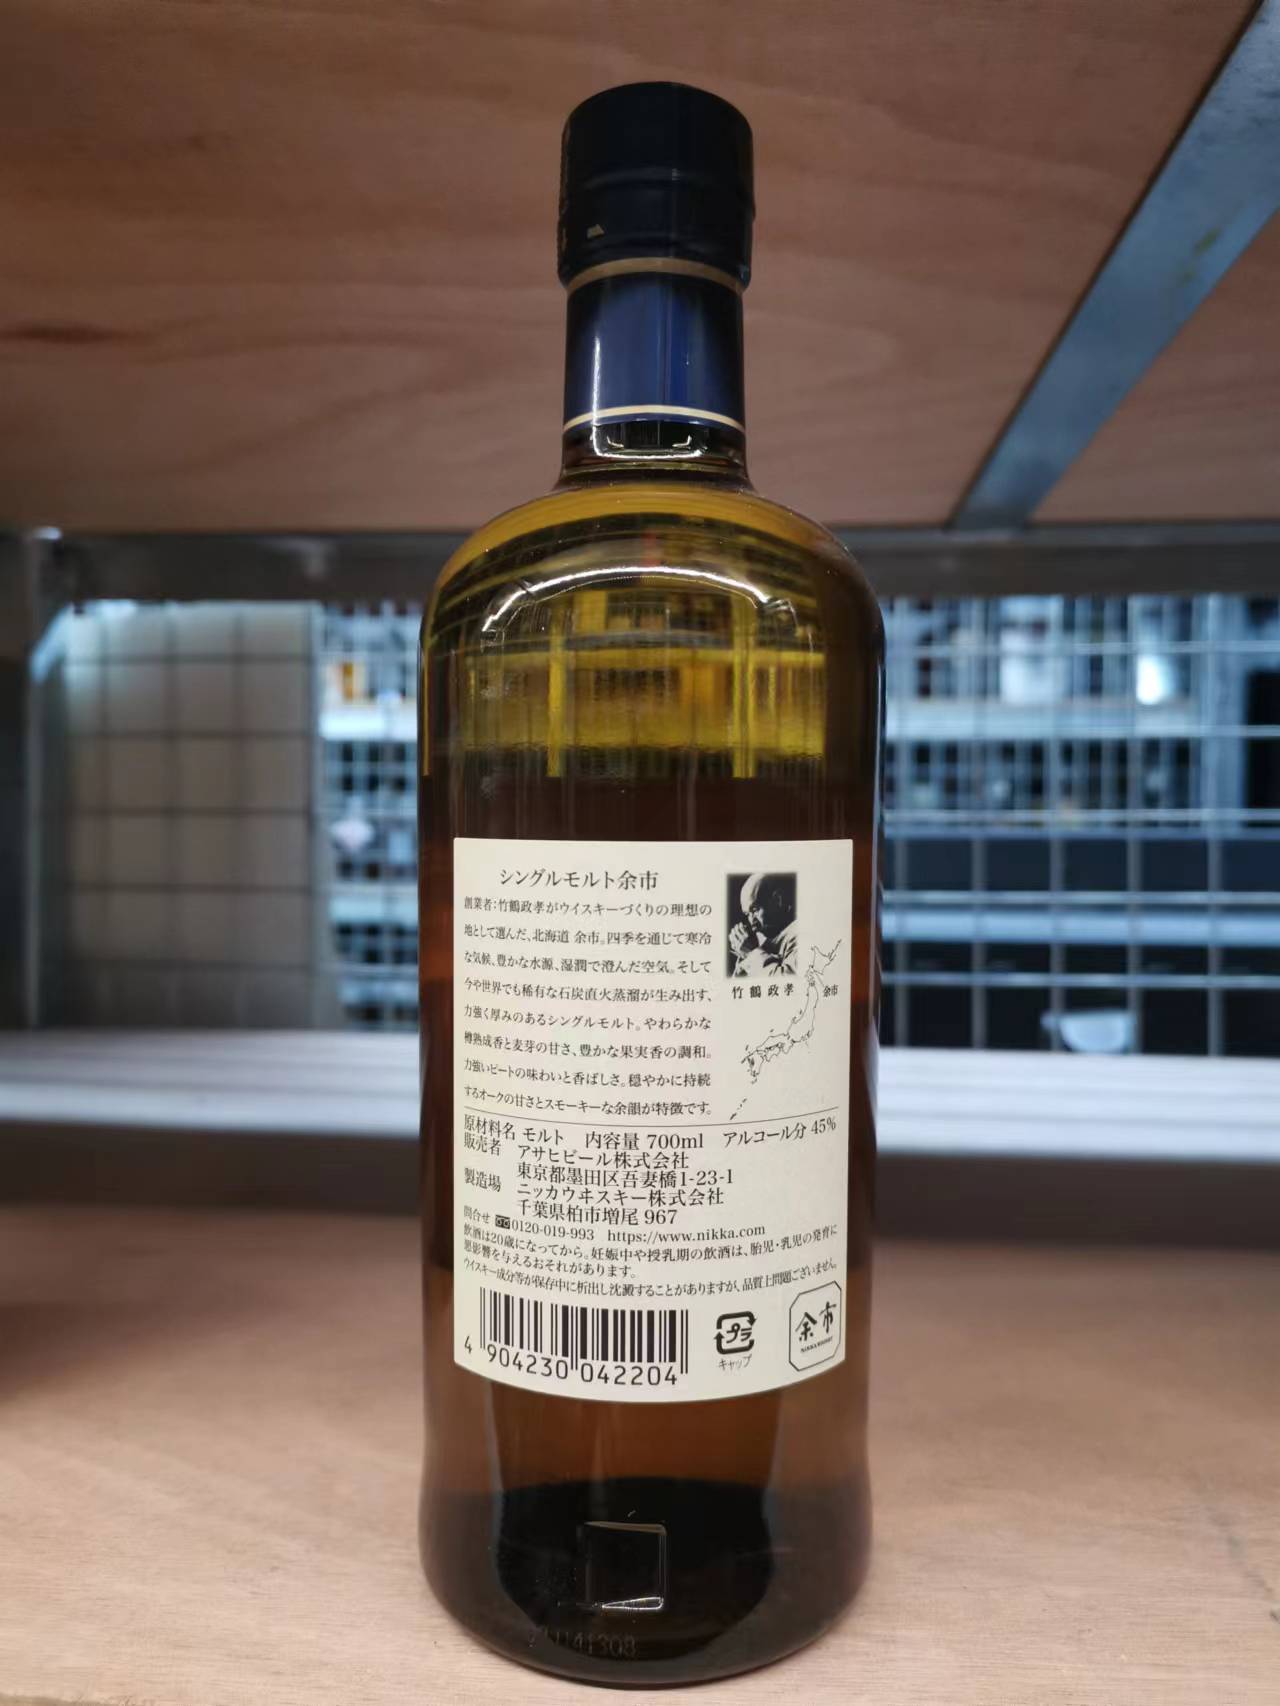 シングルモルト余市
創業者:竹鶴政孝がウイスキーづくりの理想の
地として選んだ、北海道 余市。四季を通じて寒冷
な気候、豊かな水源、湿潤で澄んだ空気。そして
今や世界でも稀有な石炭直火蒸溜が生み出す、
力強く厚みのあるシングルモルト。やわらかな
樽熟成香と麦芽の甘さ、豊かな果実香の調和。
力強いピートの味わいと香ばしさ。穏やかに持続
するオークの甘さとスモーキーな余韻が特徴です。
竹鶴政孝
余市
原材料名 モルト 内容量 700ml アルコール分 45%
販売者 アサヒビール株式会社
東京都墨田区吾妻橋1-23-1
製造場 ニッカウヰスキー株式会社
千葉県柏市増尾 967
問合せ 0120-019-993 https://www.nikka.com
飲酒は20歳になってから。妊娠中や授乳期の飲酒は、胎児・乳児の発育に
悪影響を与えるおそれがあります。
ウイスキー成分等が保存中に析出し沈澱することがありますが、品質上問題ございません。
4 904230 042204
プラ
キャップ
余市
NIKKA WHISKY